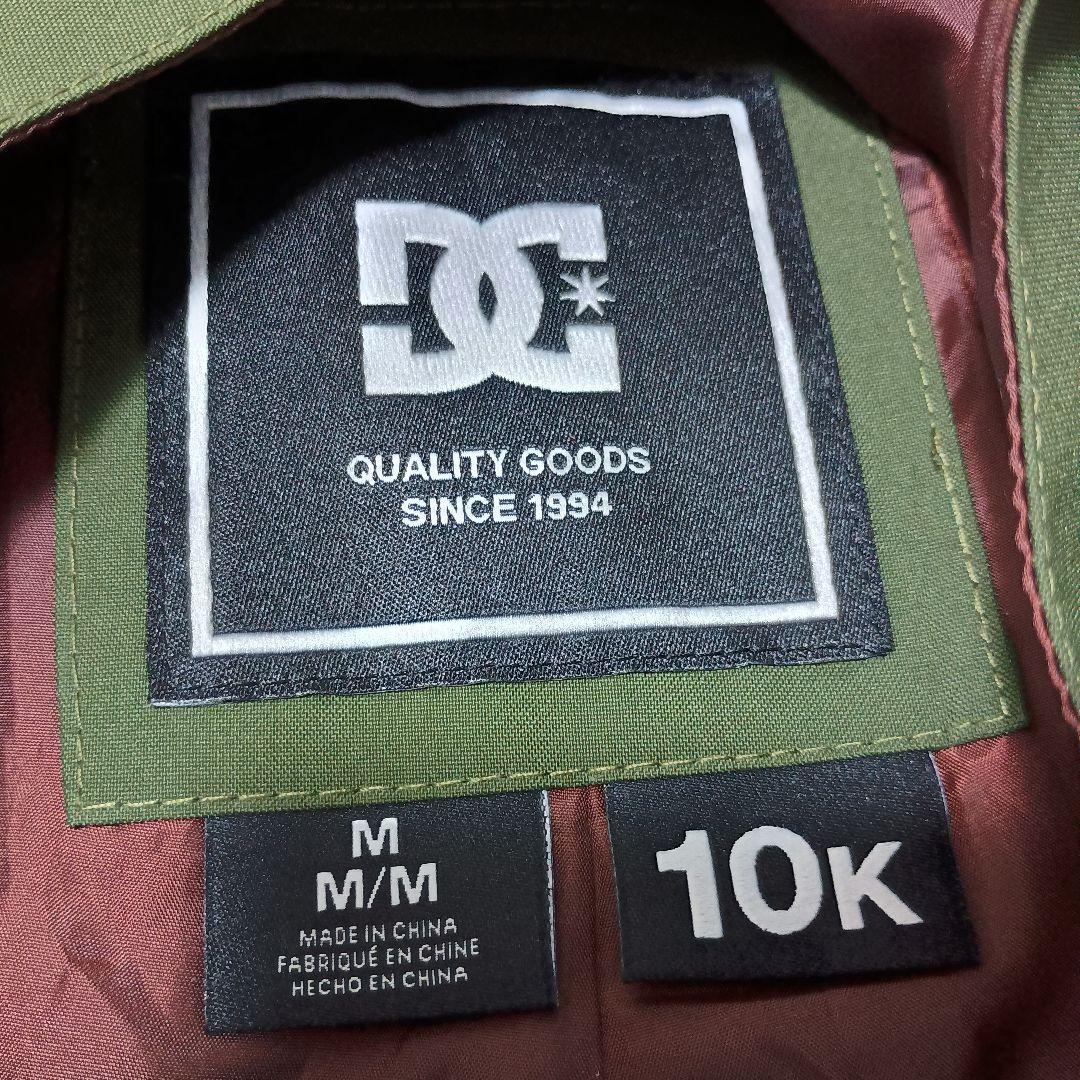 DC
QUALITY GOODS
SINCE 1994
M
M/M
MADE IN CHINA
FABRIQUÉ EN CHINE
HECHO EN CHINA
10K